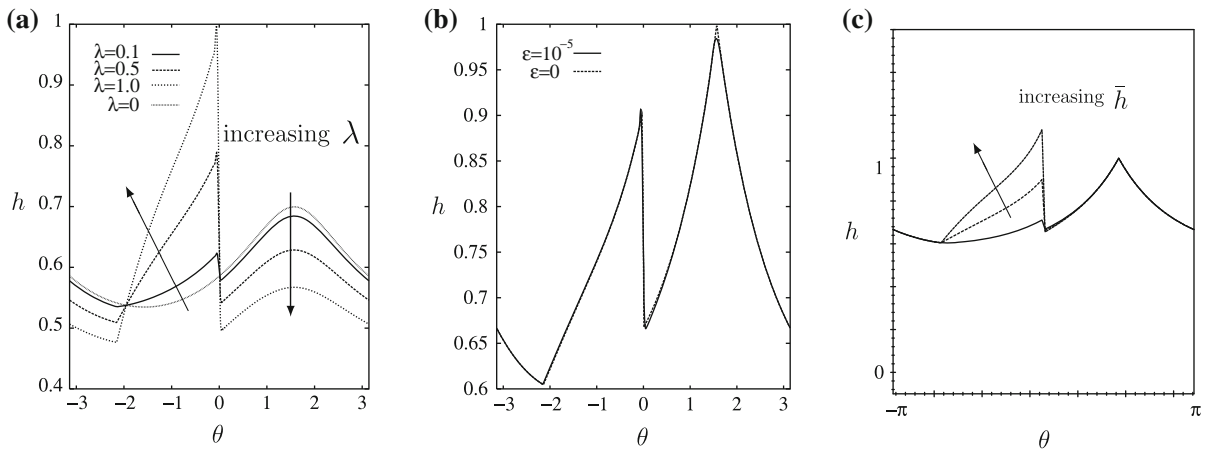 (a)
1
0.9
0.8
0.7
0.6
0.5
0.4
h
λ=0.1
λ=0.5
λ=1.0
λ=0
increasing λ
−3 −2 −1 0 1 2 3
θ
(b)
1
0.95
0.9
0.85
0.8
0.75
0.7
0.65
0.6
h
ε=10⁻⁵
ε=0
−3 −2 −1 0 1 2 3
θ
(c)
1
h
0
increasing h̄
−π π
θ